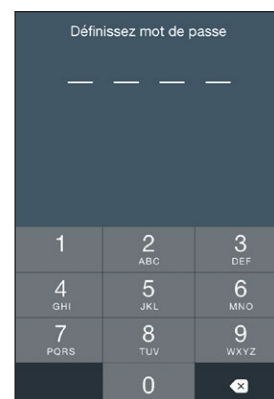 Définissez mot de passe
1 2 3
ABC DEF
4 5 6
GHI JKL MNO
7 8 9
PQRS TUV WXYZ
0